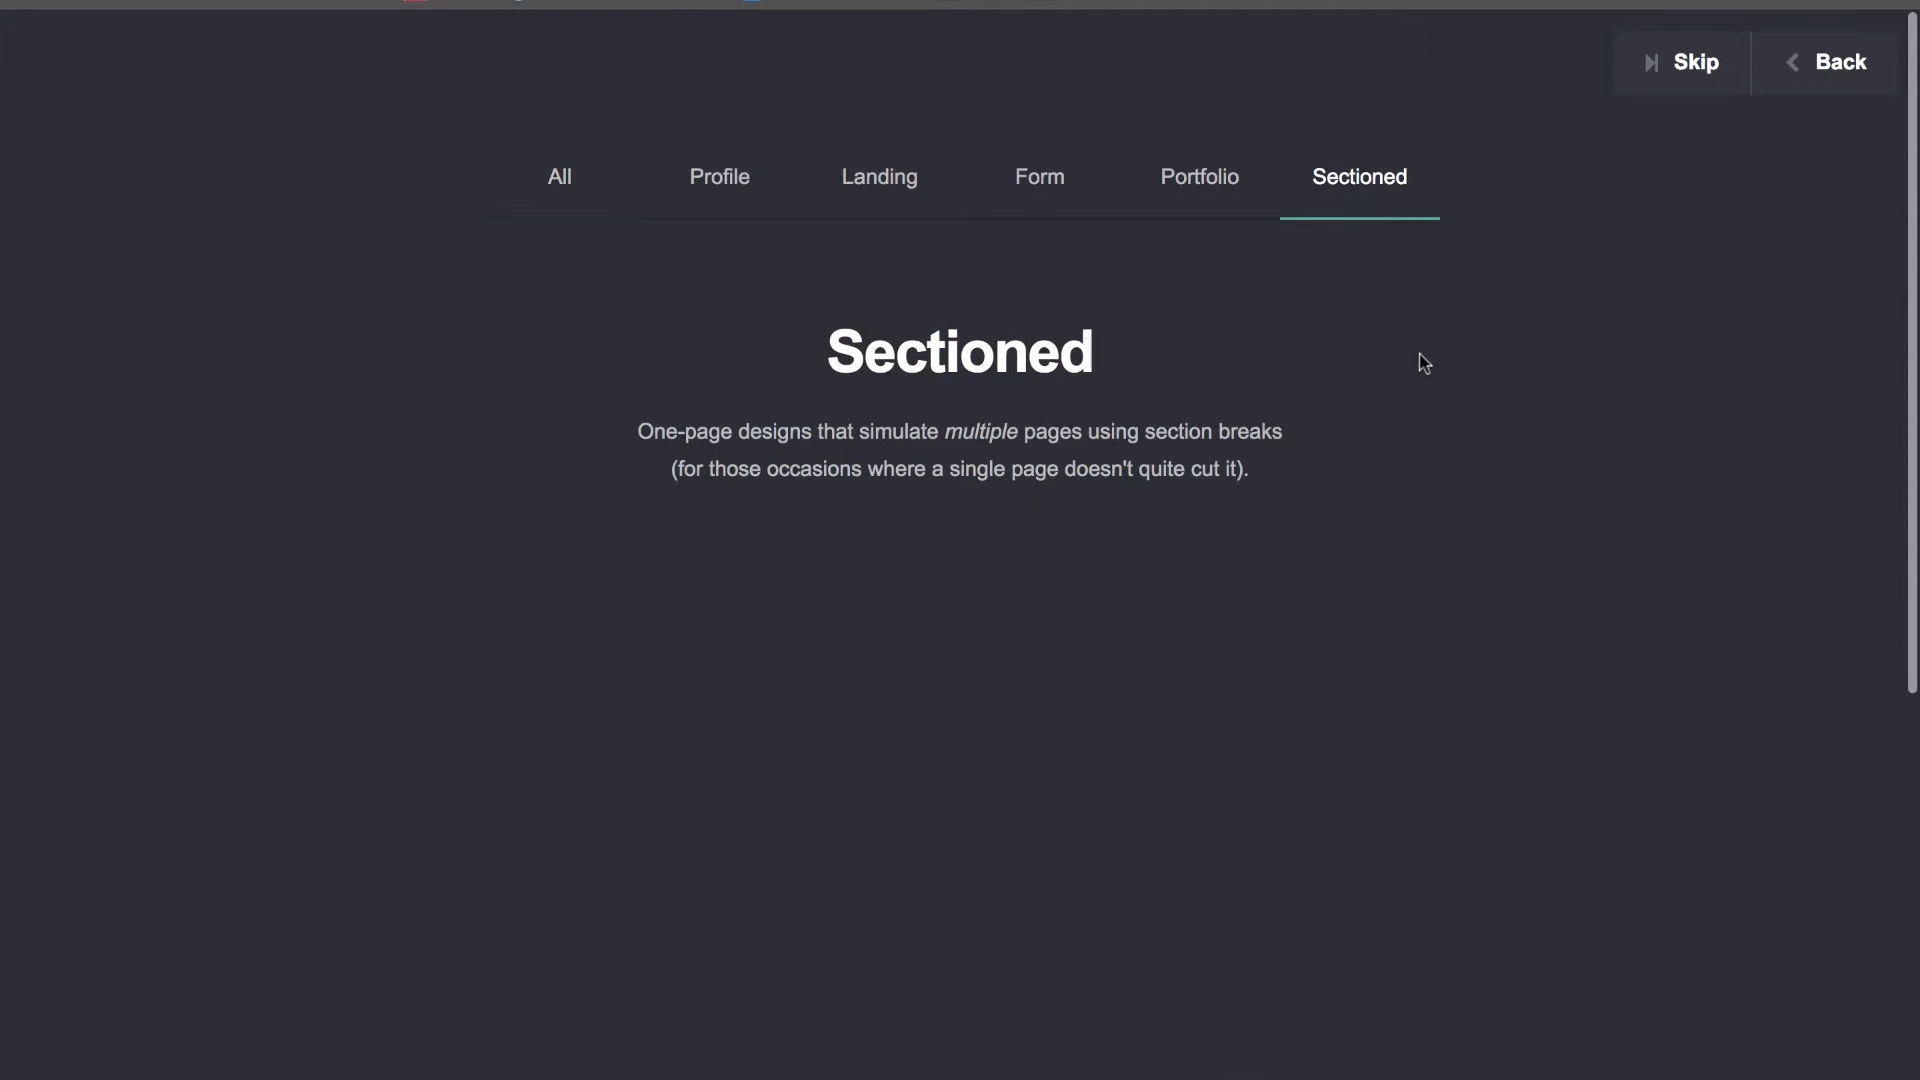 Skip
Back
All
Profile
Landing
Form
Portfolio
Sectioned
Sectioned
One-page designs that simulate multiple pages using section breaks
(for those occasions where a single page doesn't quite cut it).